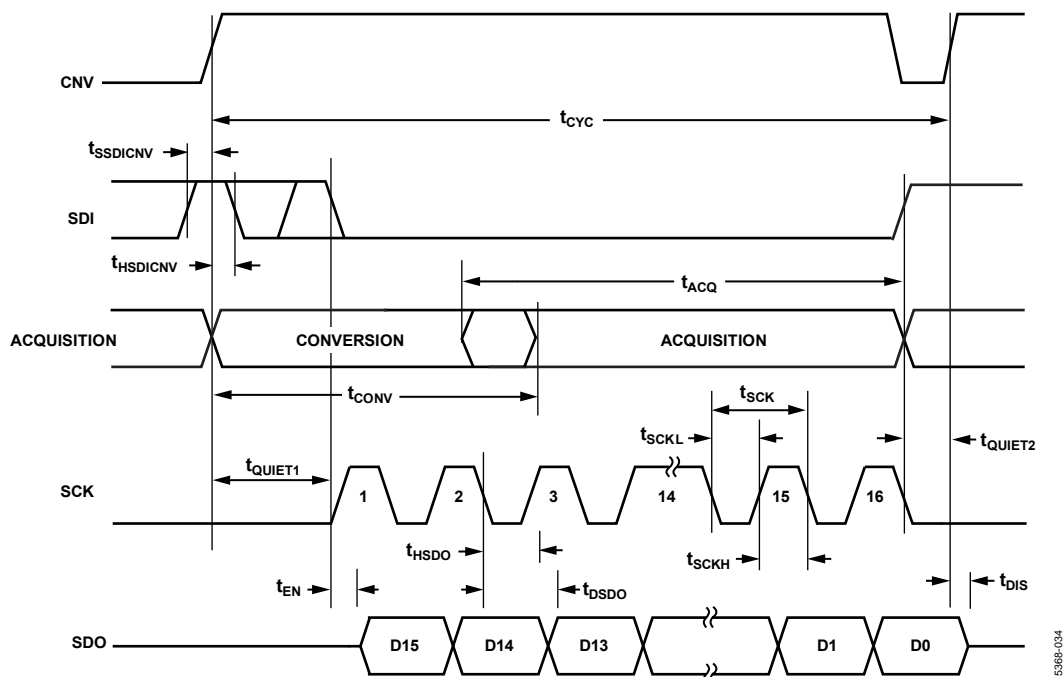 CNV
tCYC
tSSDICNV
SDI
tHSDICNV
tACQ
ACQUISITION CONVERSION ACQUISITION
tCONV
tSCK
tSCKL
tQUIET2
tQUIET1
SCK 1 2 3 14 15 16
tHSDO
tSCKH
tEN
tDSDO
tDIS
SDO D15 D14 D13 D1 D0
5368-034